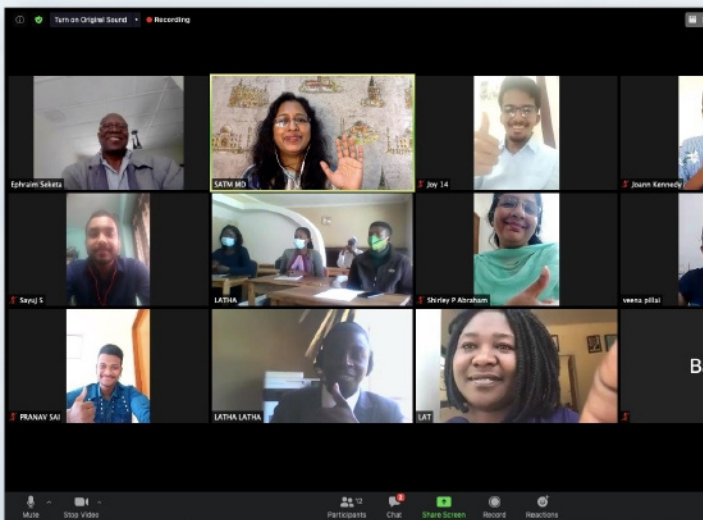 Turn on Original Sound
Recording
Ephraim Seketa
SATM MD
Joy 14
Joann Kennedy
Sayuj S
LATHA
Shirley P Abraham
veena pillai
PRANAV SAI
LATHA LATHA
LAT
B
Mute
Stop Video
Participants
12
Chat
Share Screen
Record
Reactions